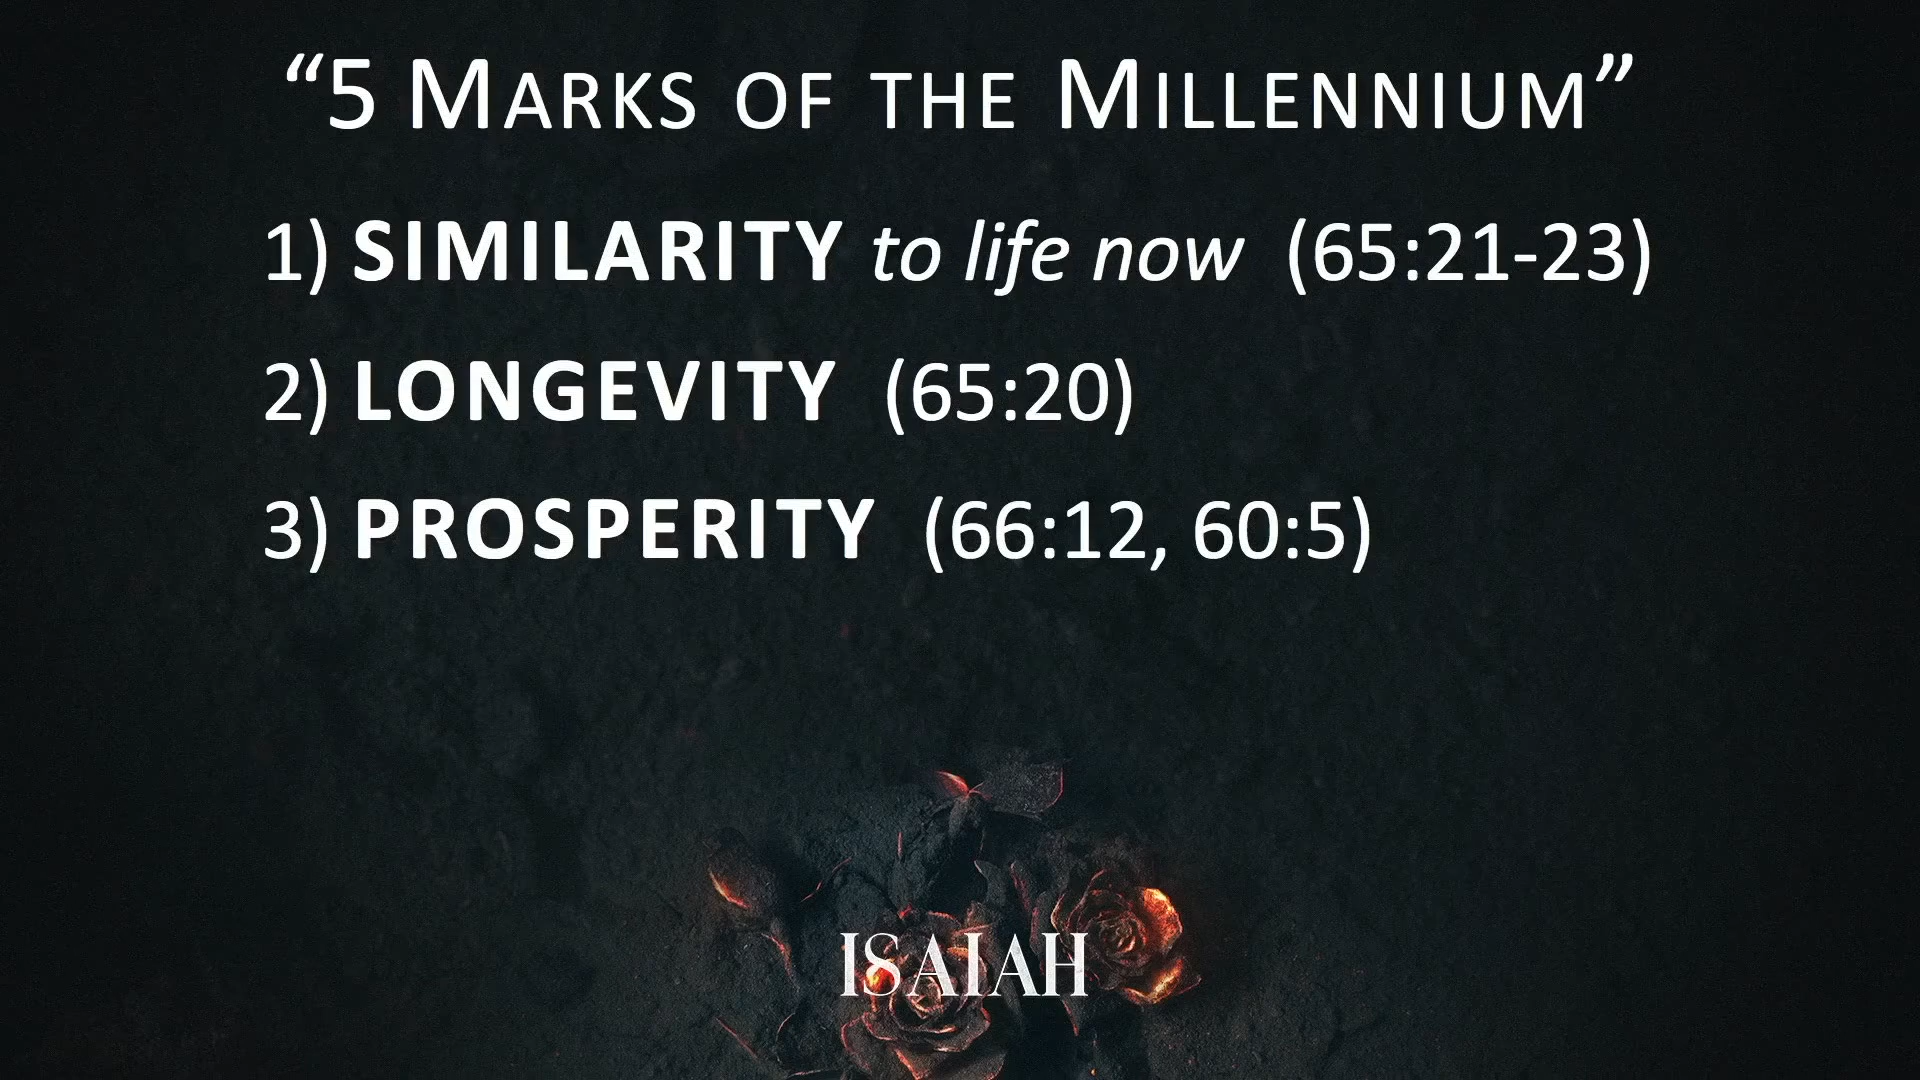 “5 MARKS OF THE MILLENNIUM”
1) SIMILARITY to life now (65:21-23)
2) LONGEVITY (65:20)
3) PROSPERITY (66:12, 60:5)
ISAIAH